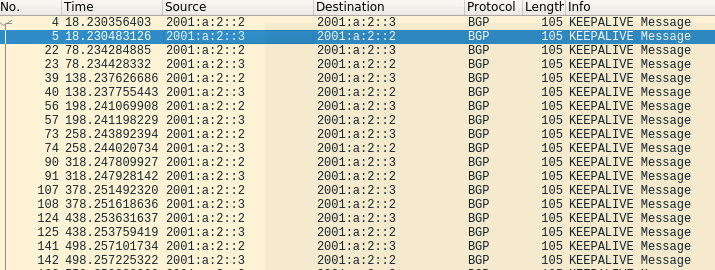 No. Time Source Destination Protocol Length Info
4 18.230356403 2001:a:2::2 2001:a:2::3 BGP 105 KEEPALIVE Message
5 18.230483126 2001:a:2::3 2001:a:2::2 BGP 105 KEEPALIVE Message
22 78.234284885 2001:a:2::2 2001:a:2::3 BGP 105 KEEPALIVE Message
23 78.234428332 2001:a:2::3 2001:a:2::2 BGP 105 KEEPALIVE Message
39 138.237626686 2001:a:2::2 2001:a:2::3 BGP 105 KEEPALIVE Message
40 138.237755443 2001:a:2::3 2001:a:2::2 BGP 105 KEEPALIVE Message
56 198.241069908 2001:a:2::2 2001:a:2::3 BGP 105 KEEPALIVE Message
57 198.241198229 2001:a:2::3 2001:a:2::2 BGP 105 KEEPALIVE Message
73 258.243892394 2001:a:2::2 2001:a:2::3 BGP 105 KEEPALIVE Message
74 258.244020734 2001:a:2::3 2001:a:2::2 BGP 105 KEEPALIVE Message
90 318.247809927 2001:a:2::2 2001:a:2::3 BGP 105 KEEPALIVE Message
91 318.247928142 2001:a:2::3 2001:a:2::2 BGP 105 KEEPALIVE Message
107 378.251492320 2001:a:2::2 2001:a:2::3 BGP 105 KEEPALIVE Message
108 378.251618636 2001:a:2::3 2001:a:2::2 BGP 105 KEEPALIVE Message
124 438.253631637 2001:a:2::2 2001:a:2::3 BGP 105 KEEPALIVE Message
125 438.253759419 2001:a:2::3 2001:a:2::2 BGP 105 KEEPALIVE Message
141 498.257101734 2001:a:2::2 2001:a:2::3 BGP 105 KEEPALIVE Message
142 498.257225322 2001:a:2::3 2001:a:2::2 BGP 105 KEEPALIVE Message